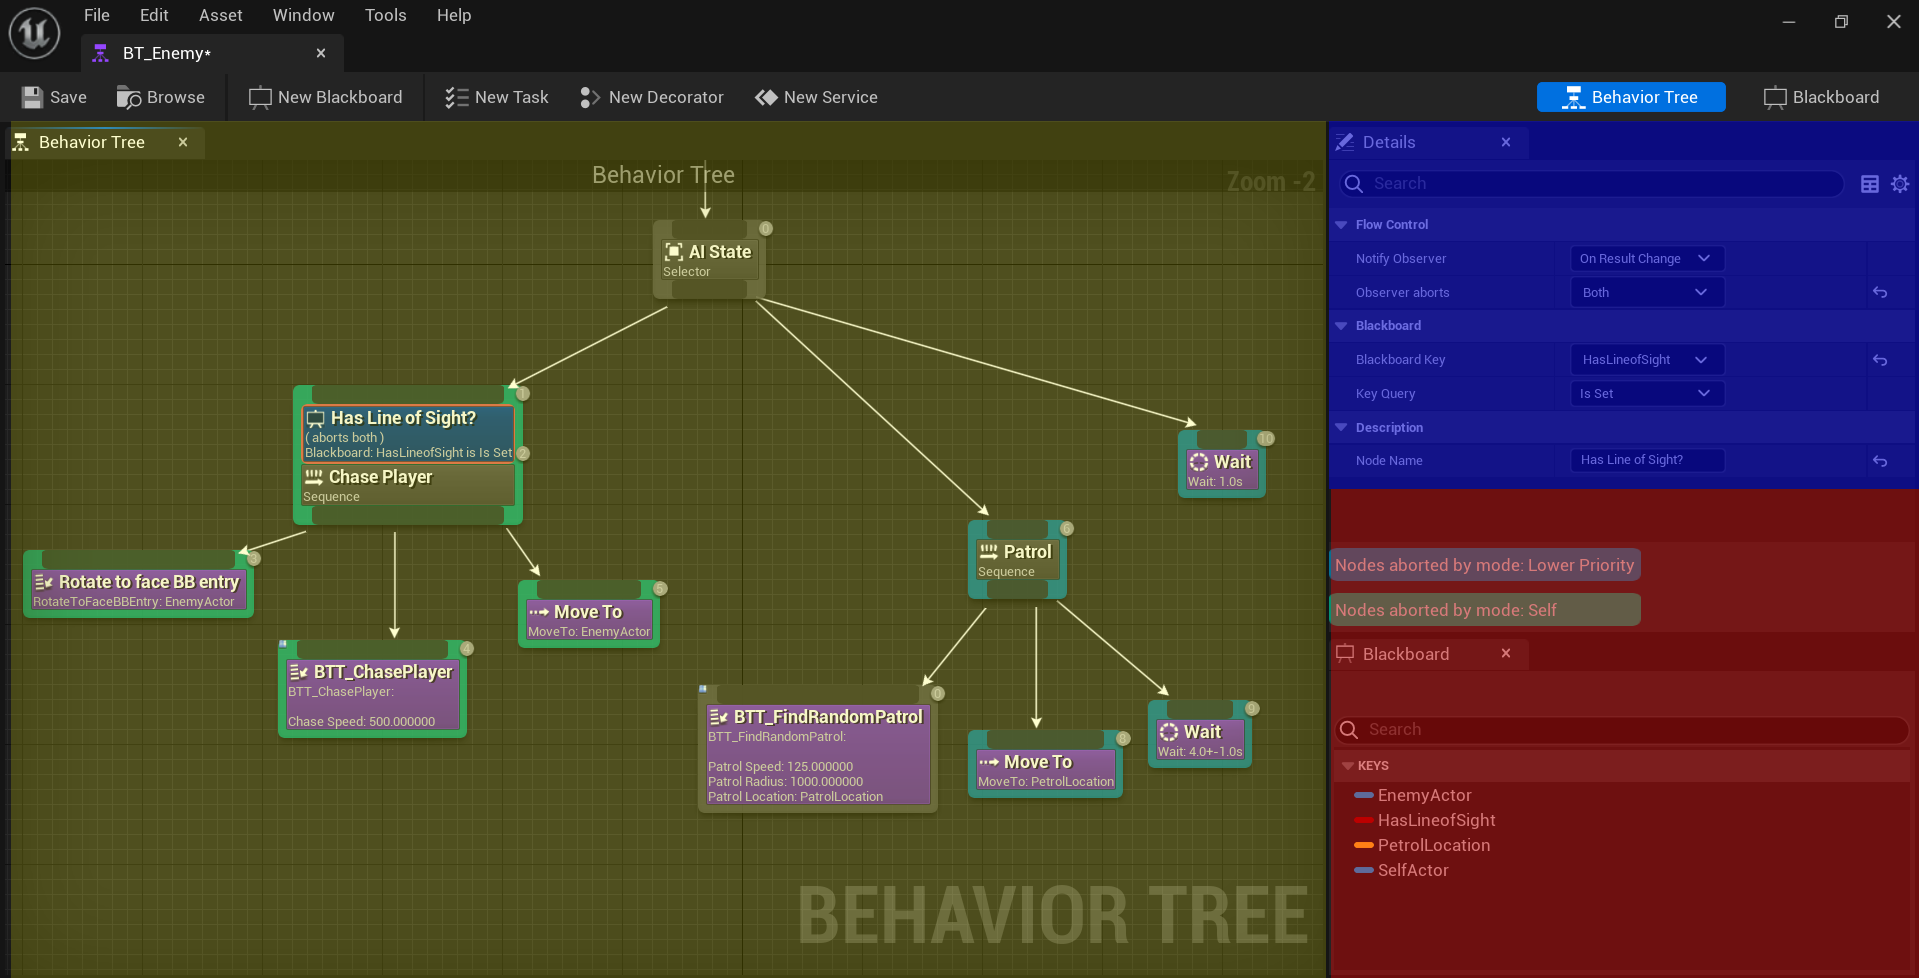 File Edit Asset Window Tools Help
BT_Enemy*
Save Browse New Blackboard New Task New Decorator New Service Behavior Tree Blackboard
Behavior Tree
Behavior Tree
Zoom -2
0
AI State
Selector
1
Has Line of Sight?
( aborts both )
Blackboard: HasLineofSight is Is Set
2
Chase Player
Sequence
3
Rotate to face BB entry
RotateToFaceBBEntry: EnemyActor
4
BTT_ChasePlayer
BTT_ChasePlayer:
Chase Speed: 500.000000
5
Move To
MoveTo: EnemyActor
6
Patrol
Sequence
0
BTT_FindRandomPatrol
BTT_FindRandomPatrol:
Patrol Speed: 125.000000
Patrol Radius: 1000.000000
Patrol Location: PatrolLocation
8
Move To
MoveTo: PetrolLocation
9
Wait
Wait: 4.0+-1.0s
10
Wait
Wait: 1.0s
BEHAVIOR TREE
Details
Search
Flow Control
Notify Observer On Result Change
Observer aborts Both
Blackboard
Blackboard Key HasLineofSight
Key Query Is Set
Description
Node Name Has Line of Sight?
Nodes aborted by mode: Lower Priority
Nodes aborted by mode: Self
Blackboard
Search
KEYS
EnemyActor
HasLineofSight
PetrolLocation
SelfActor